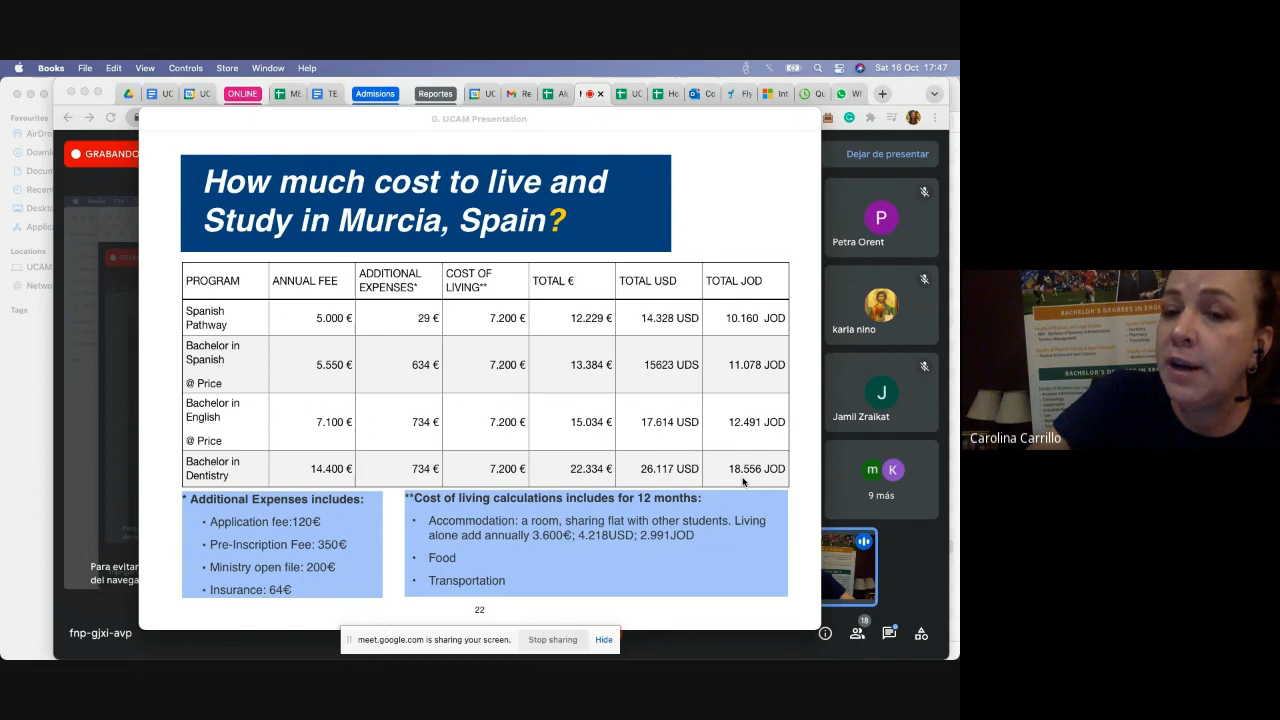 Books File Edit View Controls Store Window Help
Sat 16 Oct 17:47
ONLINE
Admisions
Reportes
Favourites
Locations
UCAM
Tags
GRABANDO
G. UCAM Presentation
Dejar de presentar
How much cost to live and
Study in Murcia, Spain?
PROGRAM ANNUAL FEE ADDITIONAL EXPENSES* COST OF LIVING** TOTAL € TOTAL USD TOTAL JOD
Spanish Pathway 5.000 € 29 € 7.200 € 12.229 € 14.328 USD 10.160 JOD
Bachelor in Spanish @ Price 5.550 € 634 € 7.200 € 13.384 € 15623 UDS 11.078 JOD
Bachelor in English @ Price 7.100 € 734 € 7.200 € 15.034 € 17.614 USD 12.491 JOD
Bachelor in Dentistry 14.400 € 734 € 7.200 € 22.334 € 26.117 USD 18.556 JOD
* Additional Expenses includes:
• Application fee:120€
• Pre-Inscription Fee: 350€
• Ministry open file: 200€
• Insurance: 64€
**Cost of living calculations includes for 12 months:
• Accommodation: a room, sharing flat with other students. Living
alone add annually 3.600€; 4.218USD; 2.991JOD
• Food
• Transportation
22
P
Petra Orent
karla nino
J
Jamil Zraikat
m K
9 más
Carolina Carrillo
Para evitar
del navega
fnp-gjxi-avp
meet.google.com is sharing your screen. Stop sharing Hide
18